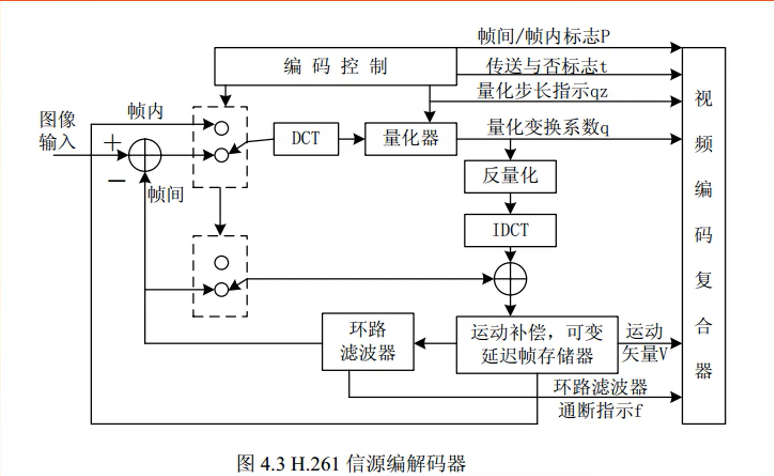 编 码 控 制
帧间/帧内标志P
传送与否标志t
量化步长指示qz
图像
输入
帧内
+
−
帧间
DCT
量化器
量化变换系数q
反量化
IDCT
环路
滤波器
运动补偿，可变
延迟帧存储器
运动
矢量V
环路滤波器
通断指示f
视
频
编
码
复
合
器
图 4.3 H.261 信源编解码器